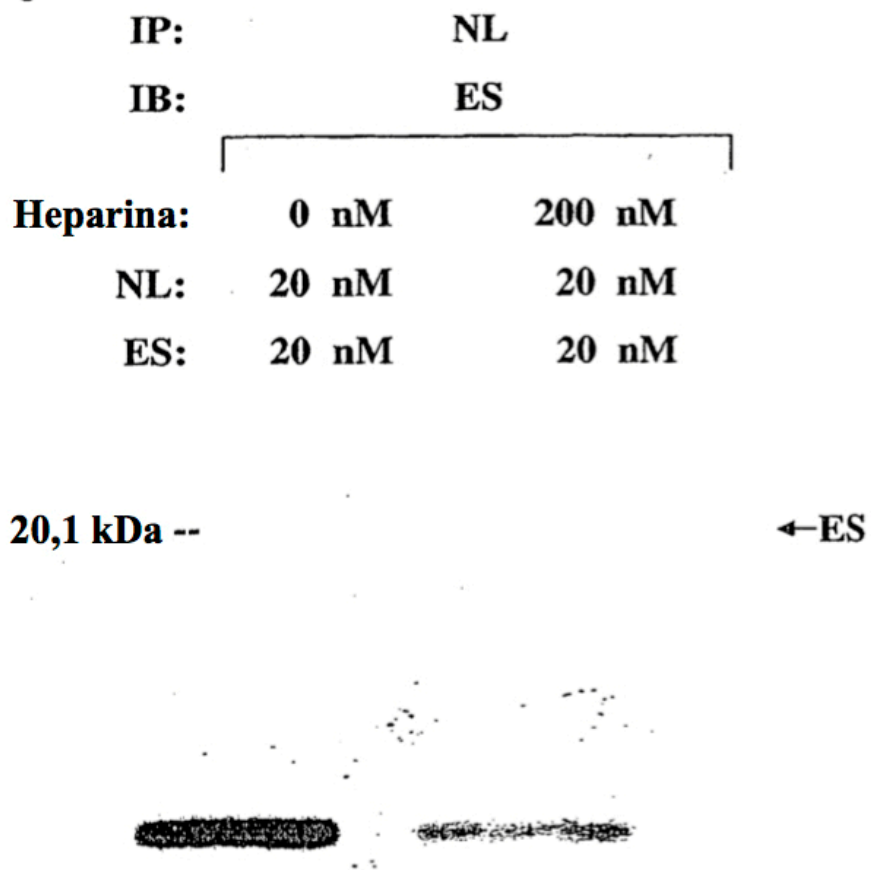 IP: NL
IB: ES
Heparina: 0 nM 200 nM
NL: 20 nM 20 nM
ES: 20 nM 20 nM
20,1 kDa -- ←ES